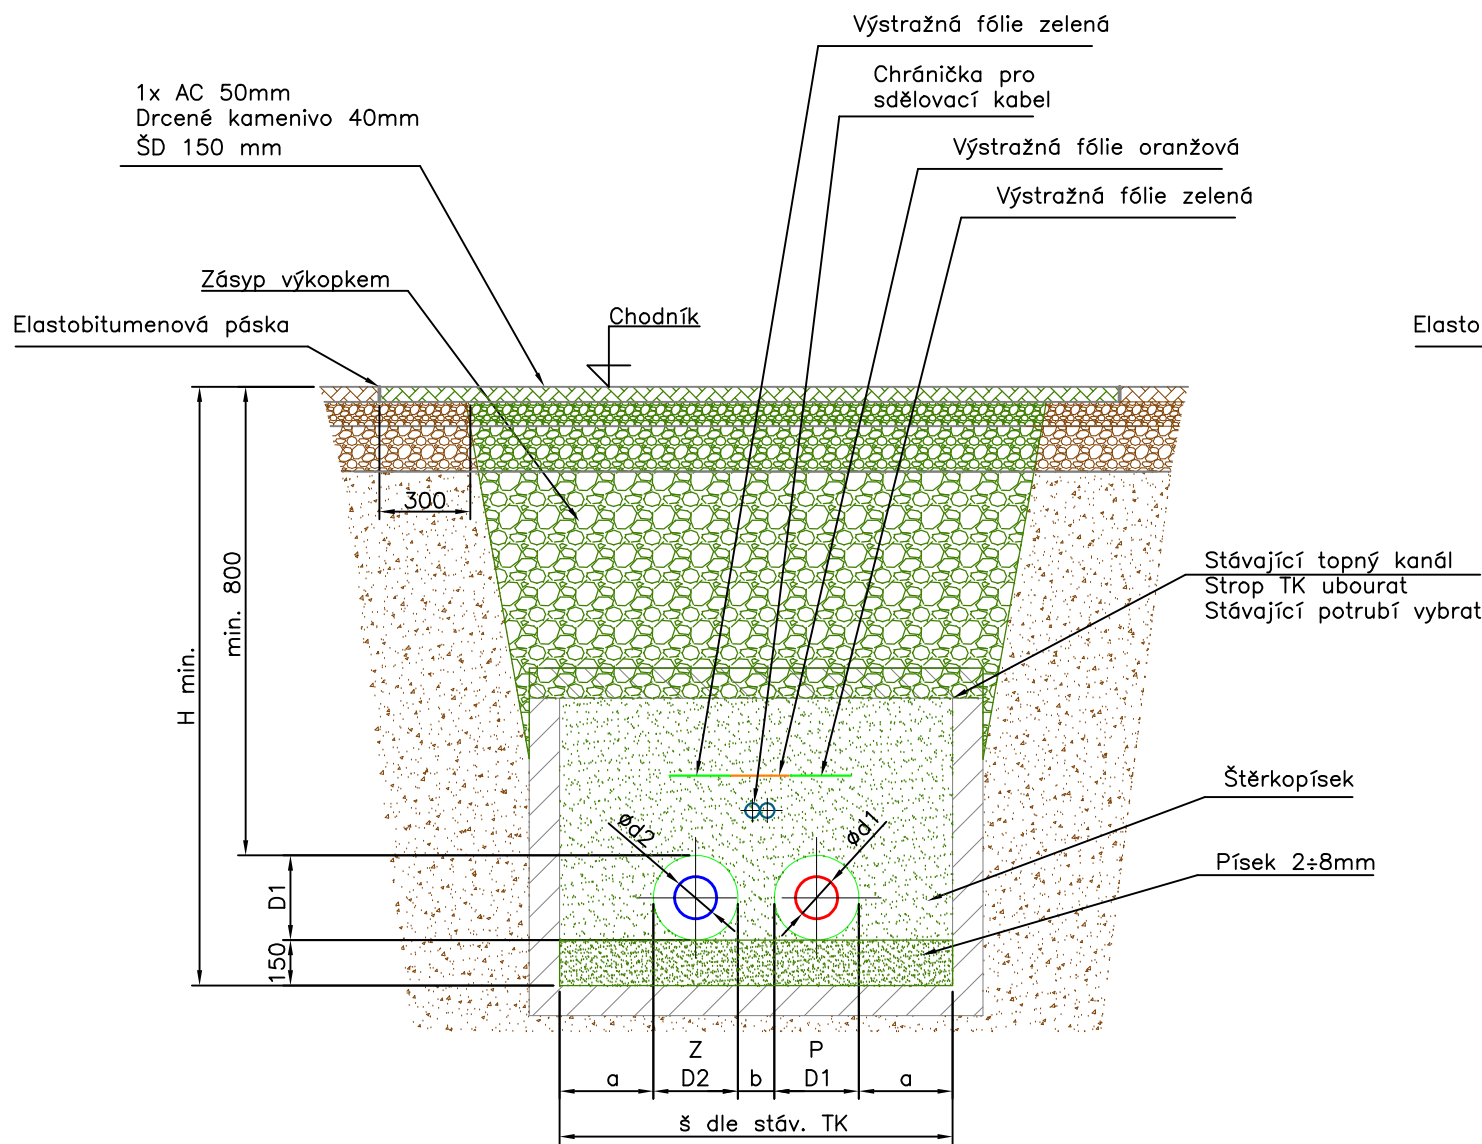 Výstražná fólie zelená
Chránička pro
sdělovací kabel
1x AC 50mm
Drcené kamenivo 40mm
ŠD 150 mm
Výstražná fólie oranžová
Výstražná fólie zelená
Zásyp výkopkem
Elastobitumenová páska
Chodník
Elasto
300
min. 800
H min.
Stávající topný kanál
Strop TK ubourat
Stávající potrubí vybrat
Štěrkopísek
ød2
ød1
Písek 2÷8mm
D1
150
Z
P
a
D2
b
D1
a
š dle stáv. TK